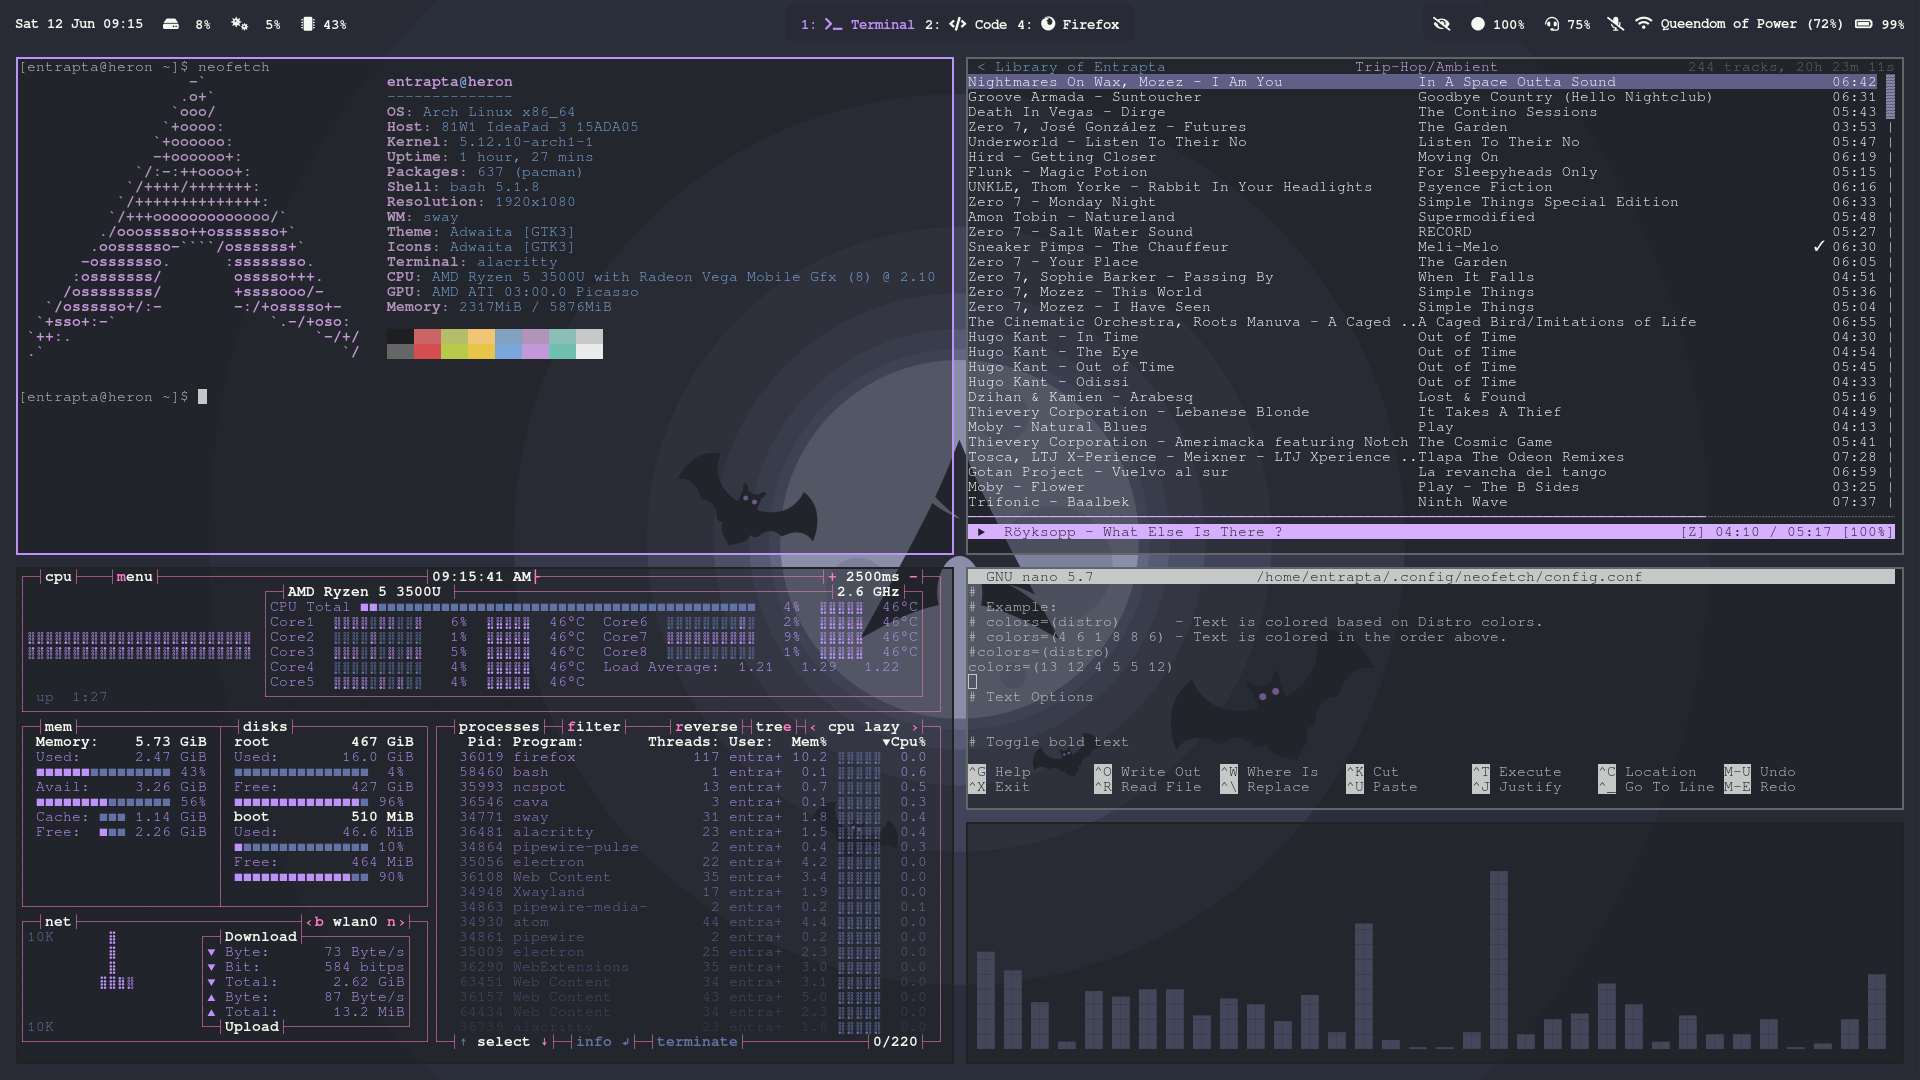 Sat 12 Jun 09:15 8% 5% 43%
1: Terminal 2: Code 4: Firefox
100% 75% Queendom of Power (72%) 99%
[entrapta@heron ~]$ neofetch
entrapta@heron
---------------
OS: Arch Linux x86_64
Host: 81W1 IdeaPad 3 15ADA05
Kernel: 5.12.10-arch1-1
Uptime: 1 hour, 27 mins
Packages: 637 (pacman)
Shell: bash 5.1.8
Resolution: 1920x1080
WM: sway
Theme: Adwaita [GTK3]
Icons: Adwaita [GTK3]
Terminal: alacritty
CPU: AMD Ryzen 5 3500U with Radeon Vega Mobile Gfx (8) @ 2.10
GPU: AMD ATI 03:00.0 Picasso
Memory: 2317MiB / 5876MiB
[entrapta@heron ~]$
< Library of Entrapta Trip-Hop/Ambient 244 tracks, 20h 23m 11s
Nightmares On Wax, Mozez - I Am You In A Space Outta Sound 06:42
Groove Armada - Suntoucher Goodbye Country (Hello Nightclub) 06:31
Death In Vegas - Dirge The Contino Sessions 05:43
Zero 7, José González - Futures The Garden 03:53
Underworld - Listen To Their No Listen To Their No 05:47
Hird - Getting Closer Moving On 06:19
Flunk - Magic Potion For Sleepyheads Only 05:15
UNKLE, Thom Yorke - Rabbit In Your Headlights Psyence Fiction 06:16
Zero 7 - Monday Night Simple Things Special Edition 06:33
Amon Tobin - Natureland Supermodified 05:48
Zero 7 - Salt Water Sound RECORD 05:27
Sneaker Pimps - The Chauffeur Meli-Melo ✓ 06:30
Zero 7 - Your Place The Garden 06:05
Zero 7, Sophie Barker - Passing By When It Falls 04:51
Zero 7, Mozez - This World Simple Things 05:36
Zero 7, Mozez - I Have Seen Simple Things 05:04
The Cinematic Orchestra, Roots Manuva - A Caged ..A Caged Bird/Imitations of Life 06:55
Hugo Kant - In Time Out of Time 04:30
Hugo Kant - The Eye Out of Time 04:54
Hugo Kant - Out of Time Out of Time 05:45
Hugo Kant - Odissi Out of Time 04:33
Dzihan & Kamien - Arabesq Lost & Found 05:16
Thievery Corporation - Lebanese Blonde It Takes A Thief 04:49
Moby - Natural Blues Play 04:13
Thievery Corporation - Amerimacka featuring Notch The Cosmic Game 05:41
Tosca, LTJ X-Perience - Meixner - LTJ Xperience ..Tlapa The Odeon Remixes 07:28
Gotan Project - Vuelvo al sur La revancha del tango 06:59
Moby - Flower Play - The B Sides 03:25
Trifonic - Baalbek Ninth Wave 07:37
▶ Röyksopp - What Else Is There ? [Z] 04:10 / 05:17 [100%]
cpu menu 09:15:41 AM + 2500ms -
AMD Ryzen 5 3500U 2.6 GHz
CPU Total 4% 46°C
Core1 6% 46°C Core6 2% 46°C
Core2 1% 46°C Core7 9% 46°C
Core3 5% 46°C Core8 1% 46°C
Core4 4% 46°C Load Average: 1.21 1.29 1.22
Core5 4% 46°C
up 1:27
mem disks
Memory: 5.73 GiB root 467 GiB
Used: 2.47 GiB Used: 16.0 GiB
43% 4%
Avail: 3.26 GiB Free: 427 GiB
56% 96%
Cache: 1.14 GiB boot 510 MiB
Free: 2.26 GiB Used: 46.6 MiB
10%
Free: 464 MiB
90%
net ‹b wlan0 n›
10K
Download
▼ Byte: 73 Byte/s
▼ Bit: 584 bitps
▼ Total: 2.62 GiB
▲ Byte: 87 Byte/s
▲ Total: 13.2 MiB
Upload
10K
processes filter reverse tree ‹ cpu lazy ›
Pid: Program: Threads: User: Mem% ▼Cpu%
36019 firefox 117 entra+ 10.2 0.0
58460 bash 1 entra+ 0.1 0.6
35993 ncspot 13 entra+ 0.7 0.5
36546 cava 3 entra+ 0.1 0.3
34771 sway 31 entra+ 1.8 0.4
36481 alacritty 23 entra+ 1.5 0.4
34864 pipewire-pulse 2 entra+ 0.4 0.3
35056 electron 22 entra+ 4.2 0.0
36108 Web Content 35 entra+ 3.4 0.0
34948 Xwayland 17 entra+ 1.9 0.0
34863 pipewire-media- 2 entra+ 0.2 0.1
34930 atom 44 entra+ 4.4 0.0
34861 pipewire 2 entra+ 0.2 0.0
35009 electron 25 entra+ 2.3 0.0
36290 WebExtensions 35 entra+ 3.0 0.0
63451 Web Content 34 entra+ 3.1 0.0
36157 Web Content 43 entra+ 5.0 0.0
64434 Web Content 34 entra+ 2.3 0.0
36739 alacritty 23 entra+ 1.6 0.0
↑ select ↓ info ↲ terminate 0/220
GNU nano 5.7 /home/entrapta/.config/neofetch/config.conf
#
# Example:
# colors=(distro) - Text is colored based on Distro colors.
# colors=(4 6 1 8 8 6) - Text is colored in the order above.
#colors=(distro)
colors=(13 12 4 5 5 12)
# Text Options
# Toggle bold text
^G Help ^O Write Out ^W Where Is ^K Cut ^T Execute ^C Location M-U Undo
^X Exit ^R Read File ^\ Replace ^U Paste ^J Justify ^_ Go To Line M-E Redo